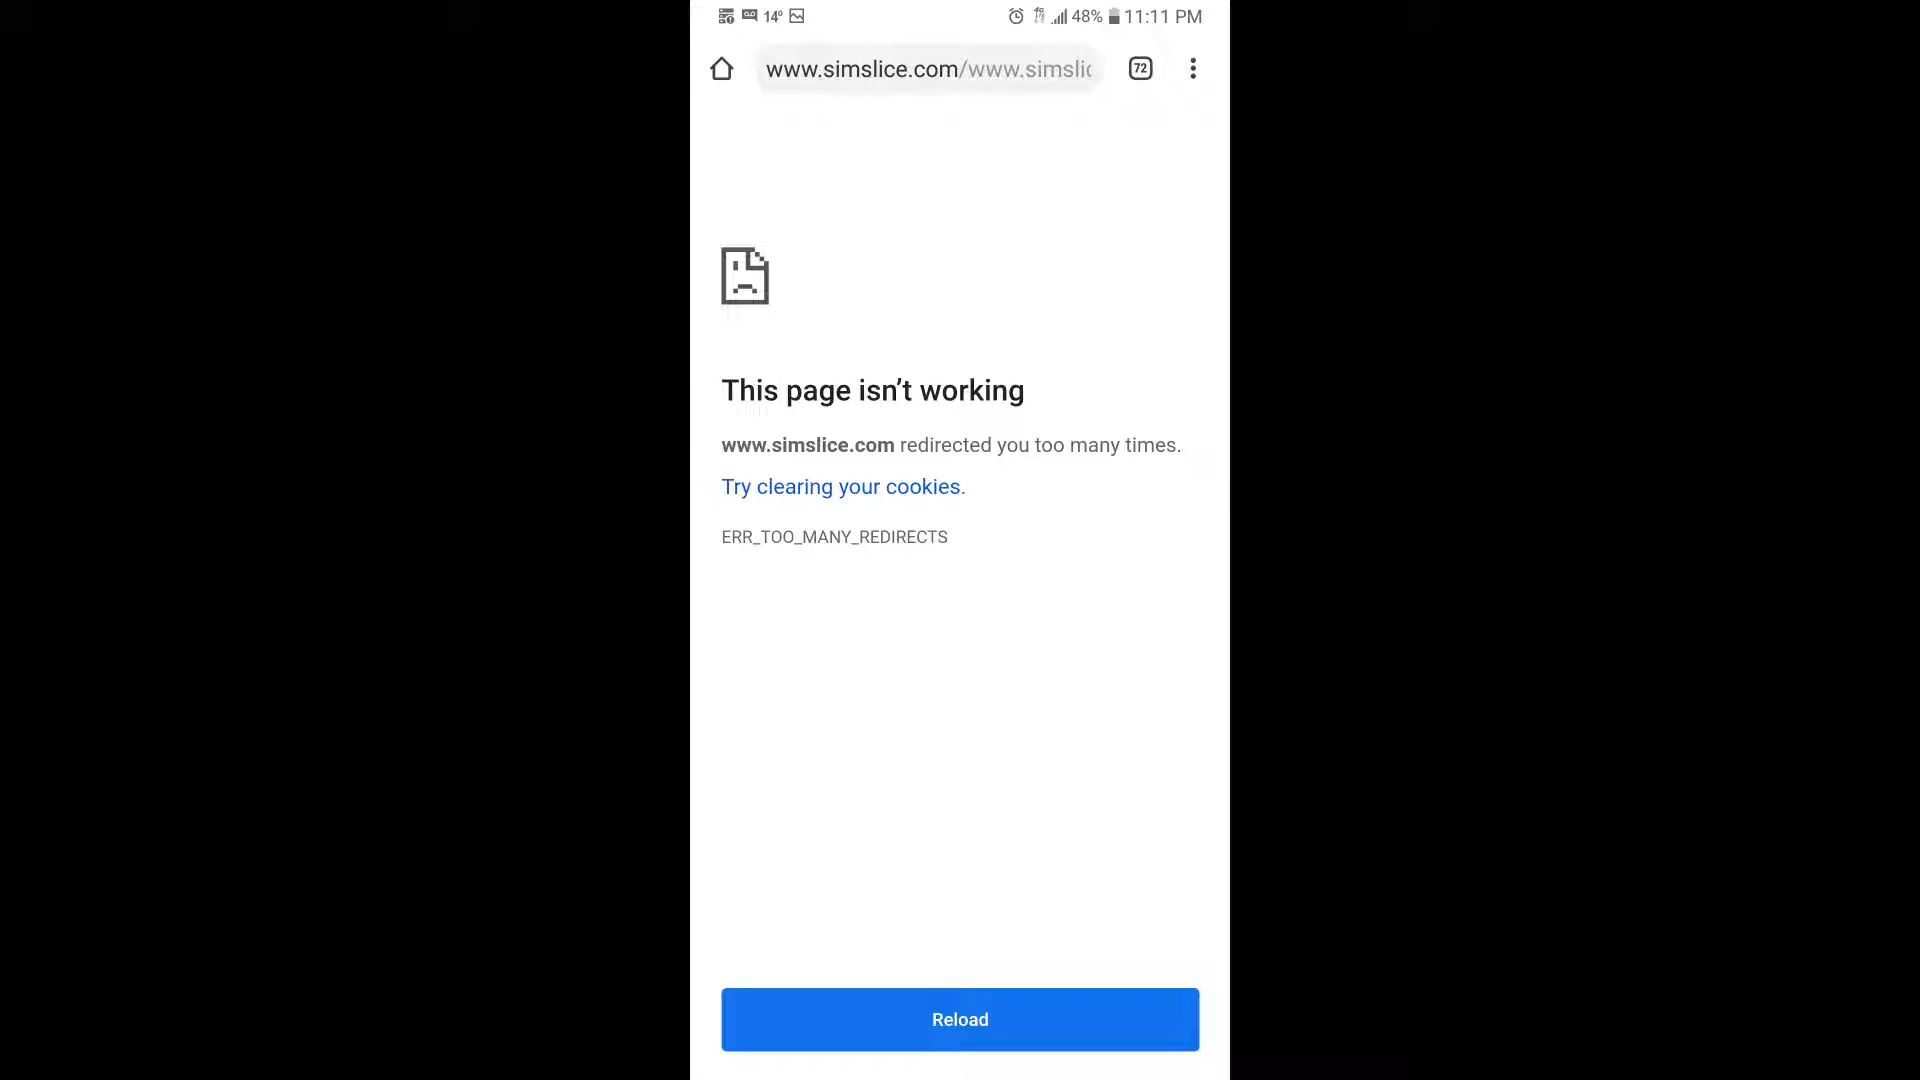 14° 48% 11:11 PM
www.simslice.com/www.simslic 72
This page isn’t working
www.simslice.com redirected you too many times.
Try clearing your cookies.
ERR_TOO_MANY_REDIRECTS
Reload